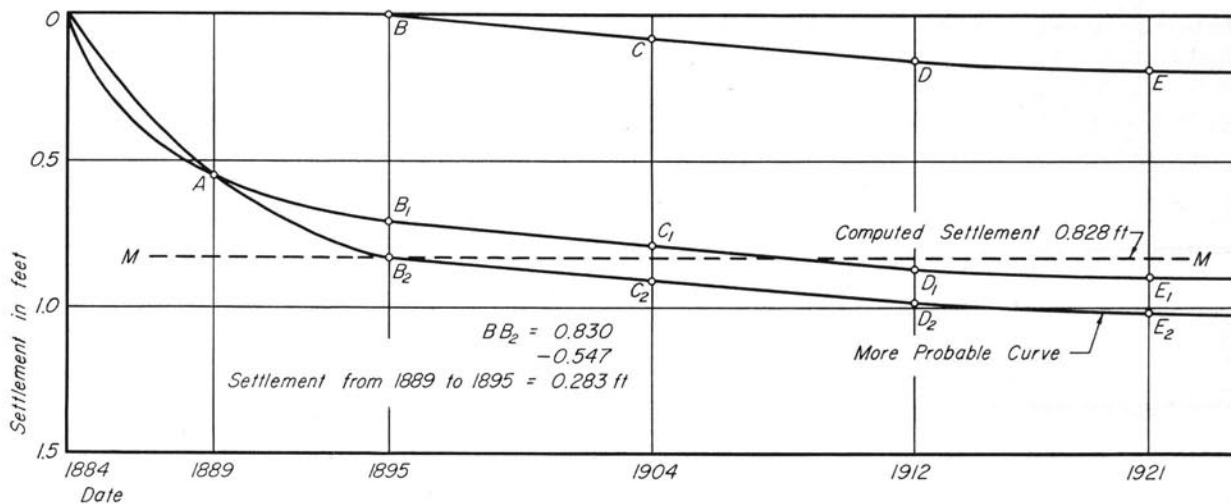 0
B
C
D
E
0.5
A
B1
C1
Computed Settlement 0.828 ft
M
M
B2
C2
D1
E1
1.0
D2
E2
BB2 = 0.830
-0.547
Settlement from 1889 to 1895 = 0.283 ft
More Probable Curve
Settlement in feet
1.5
1884
1889
1895
1904
1912
1921
Date